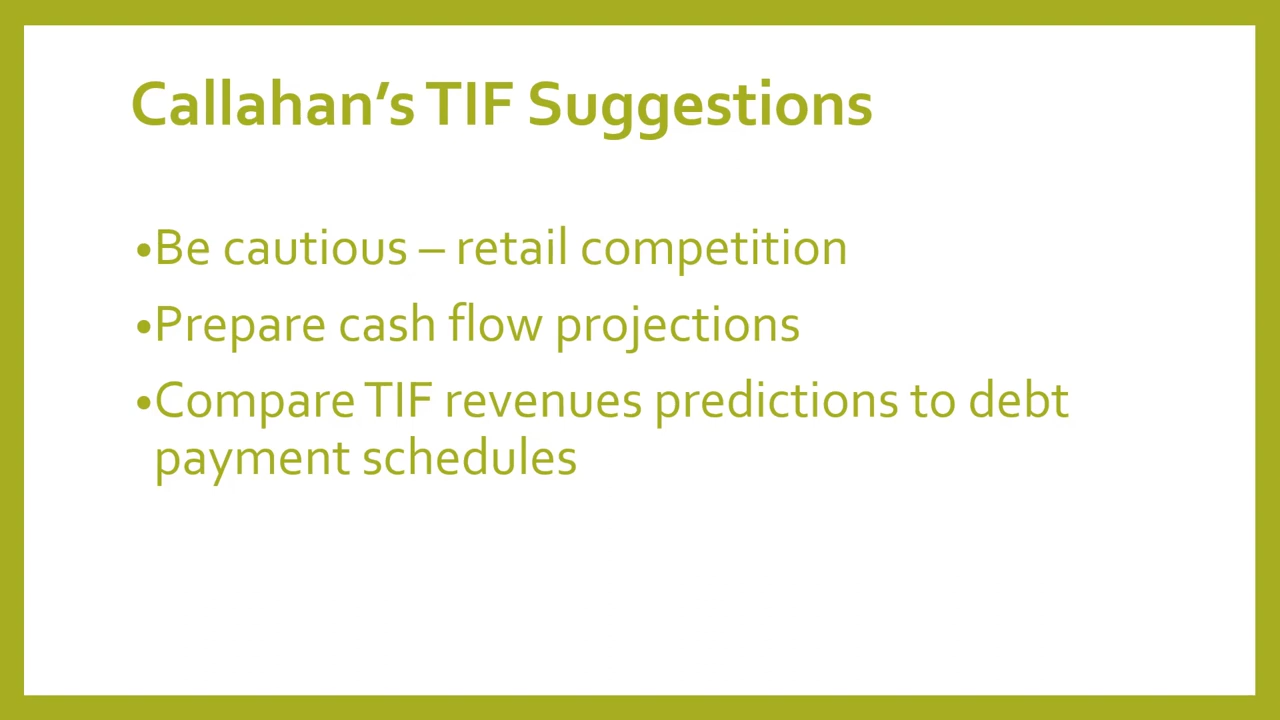 Callahan’s TIF Suggestions
•Be cautious – retail competition
•Prepare cash flow projections
•Compare TIF revenues predictions to debt
payment schedules